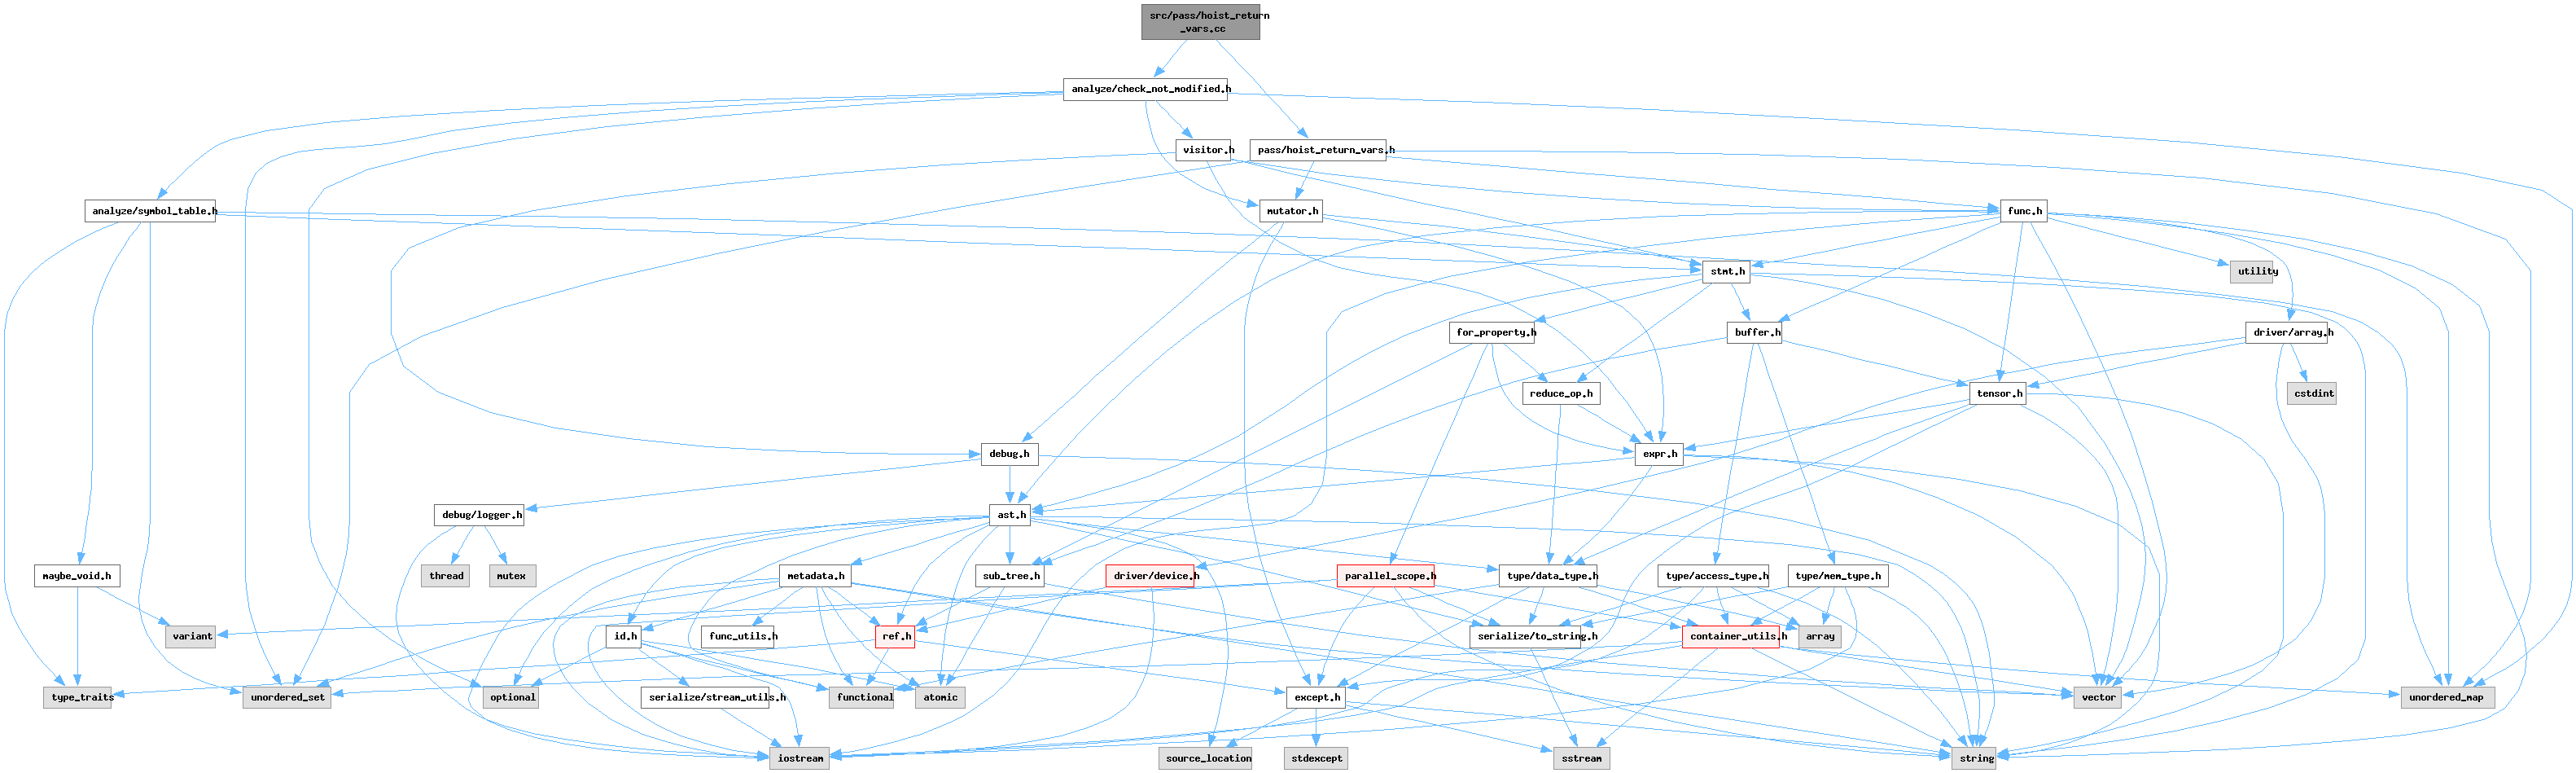 src/pass/hoist_return
_vars.cc
analyze/check_not_modified.h
visitor.h
pass/hoist_return_vars.h
analyze/symbol_table.h
mutator.h
func.h
stmt.h
utility
for_property.h
buffer.h
driver/array.h
reduce_op.h
tensor.h
cstdint
debug.h
expr.h
debug/logger.h
ast.h
maybe_void.h
thread
mutex
metadata.h
sub_tree.h
driver/device.h
parallel_scope.h
type/data_type.h
type/access_type.h
type/mem_type.h
variant
id.h
func_utils.h
ref.h
serialize/to_string.h
container_utils.h
array
type_traits
unordered_set
optional
serialize/stream_utils.h
functional
atomic
except.h
vector
unordered_map
iostream
source_location
stdexcept
sstream
string